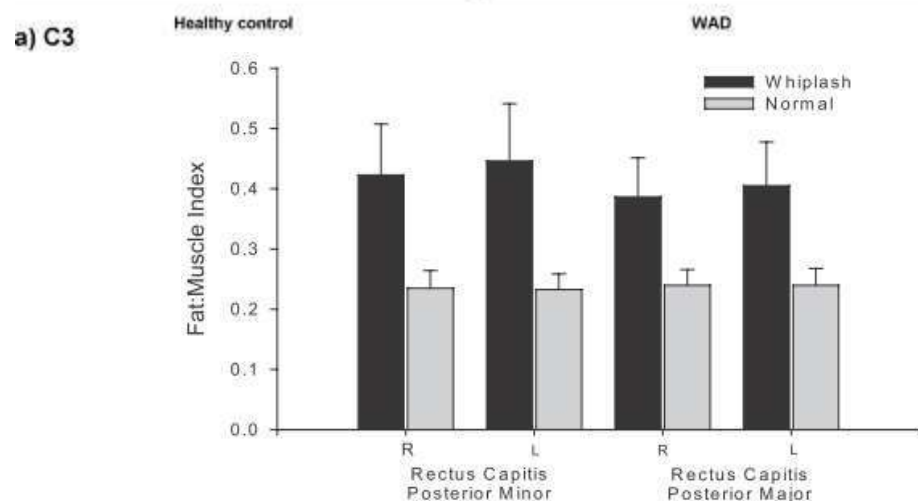 Healthy control WAD
a) C3
0.6
Whiplash
Normal
0.5
0.4
0.3
0.2
0.1
0.0
Fat:Muscle Index
R L R L
Rectus Capitis Rectus Capitis
Posterior Minor Posterior Major